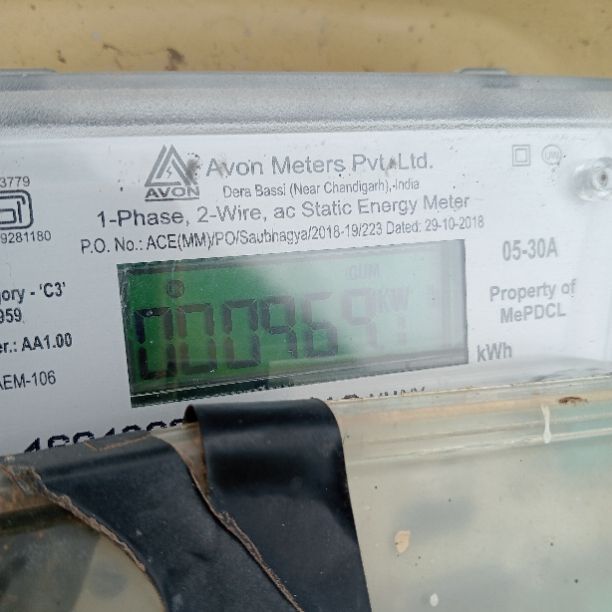 3779
9281180
AVON
Avon Meters Pvt. Ltd.
Dera Bassi (Near Chandigarh), India
1-Phase, 2-Wire, ac Static Energy Meter
P.O. No.: ACE(MM)/PO/Saubhagya/2018-19/223 Dated: 29-10-2018
05-30A
Property of
MePDCL
gory - 'C3'
959
er.: AA1.00
AEM-106
CUM
000969
KW
kWh